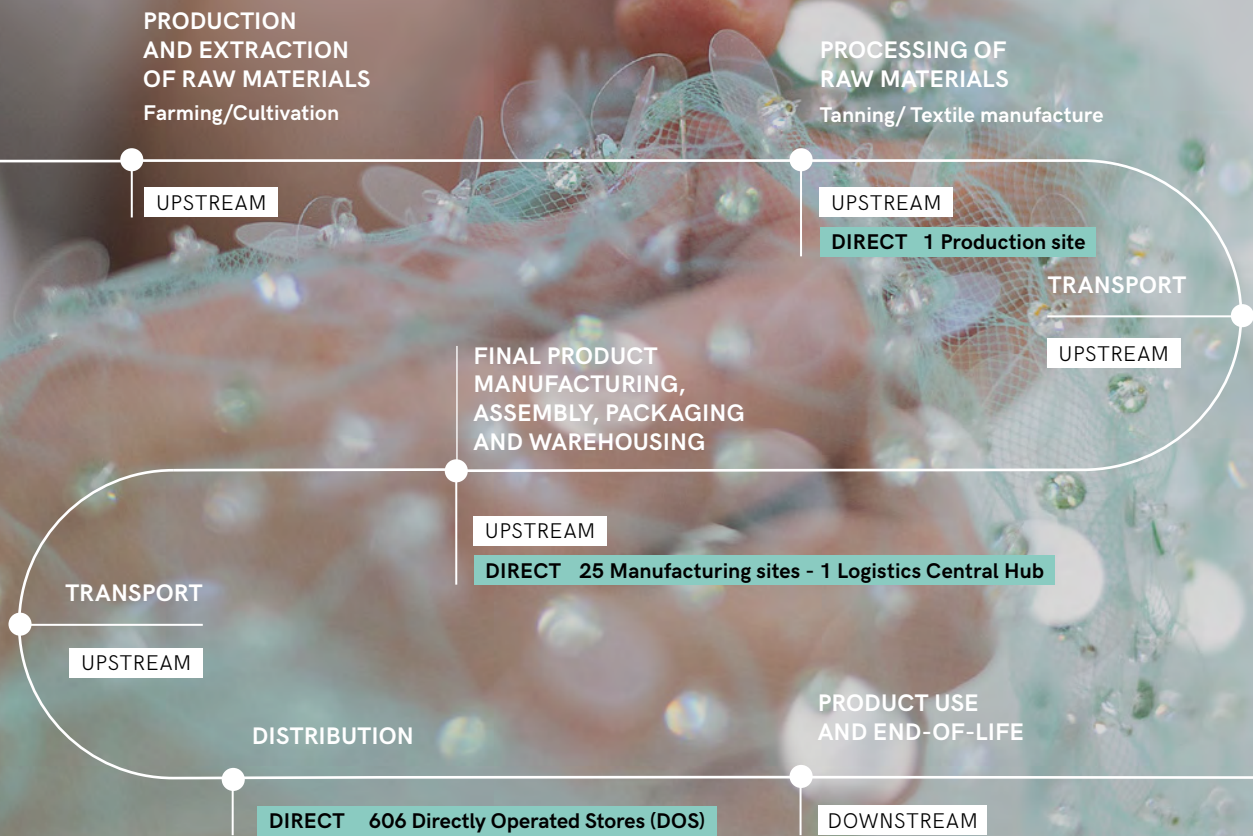 PRODUCTION
AND EXTRACTION
OF RAW MATERIALS
Farming/Cultivation
UPSTREAM
PROCESSING OF
RAW MATERIALS
Tanning/ Textile manufacture
UPSTREAM
DIRECT 1 Production site
TRANSPORT
UPSTREAM
FINAL PRODUCT
MANUFACTURING,
ASSEMBLY, PACKAGING
AND WAREHOUSING
UPSTREAM
DIRECT 25 Manufacturing sites - 1 Logistics Central Hub
TRANSPORT
UPSTREAM
DISTRIBUTION
DIRECT 606 Directly Operated Stores (DOS)
PRODUCT USE
AND END-OF-LIFE
DOWNSTREAM